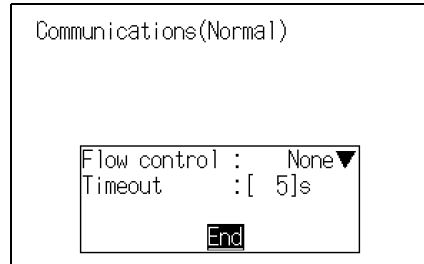 Communications(Normal)
Flow control : None▼
Timeout :[ 5]s
End